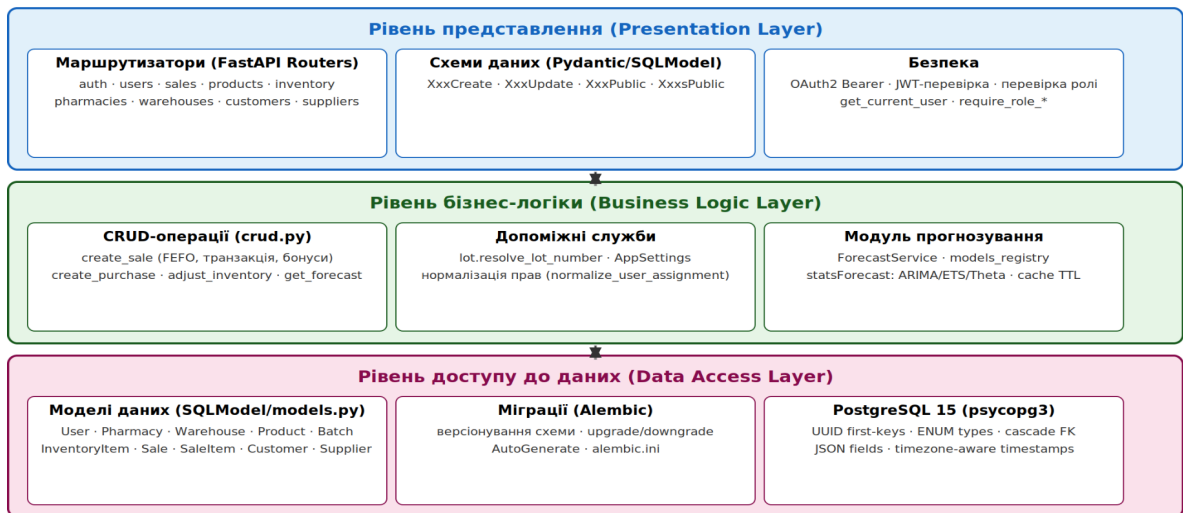 Рівень представлення (Presentation Layer)
Маршрутизатори (FastAPI Routers)
auth · users · sales · products · inventory
pharmacies · warehouses · customers · suppliers
Схеми даних (Pydantic/SQLModel)
XxxCreate · XxxUpdate · XxxPublic · XxxsPublic
Безпека
OAuth2 Bearer · JWT-перевірка · перевірка ролі
get_current_user · require_role_*
Рівень бізнес-логіки (Business Logic Layer)
CRUD-операції (crud.py)
create_sale (FEFO, транзакція, бонуси)
create_purchase · adjust_inventory · get_forecast
Допоміжні служби
lot.resolve_lot_number · AppSettings
нормалізація прав (normalize_user_assignment)
Модуль прогнозування
ForecastService · models_registry
statsForecast: ARIMA/ETS/Theta · cache TTL
Рівень доступу до даних (Data Access Layer)
Моделі даних (SQLModel/models.py)
User · Pharmacy · Warehouse · Product · Batch
InventoryItem · Sale · SaleItem · Customer · Supplier
Міграції (Alembic)
версіонування схеми · upgrade/downgrade
AutoGenerate · alembic.ini
PostgreSQL 15 (psycopg3)
UUID first-keys · ENUM types · cascade FK
JSON fields · timezone-aware timestamps